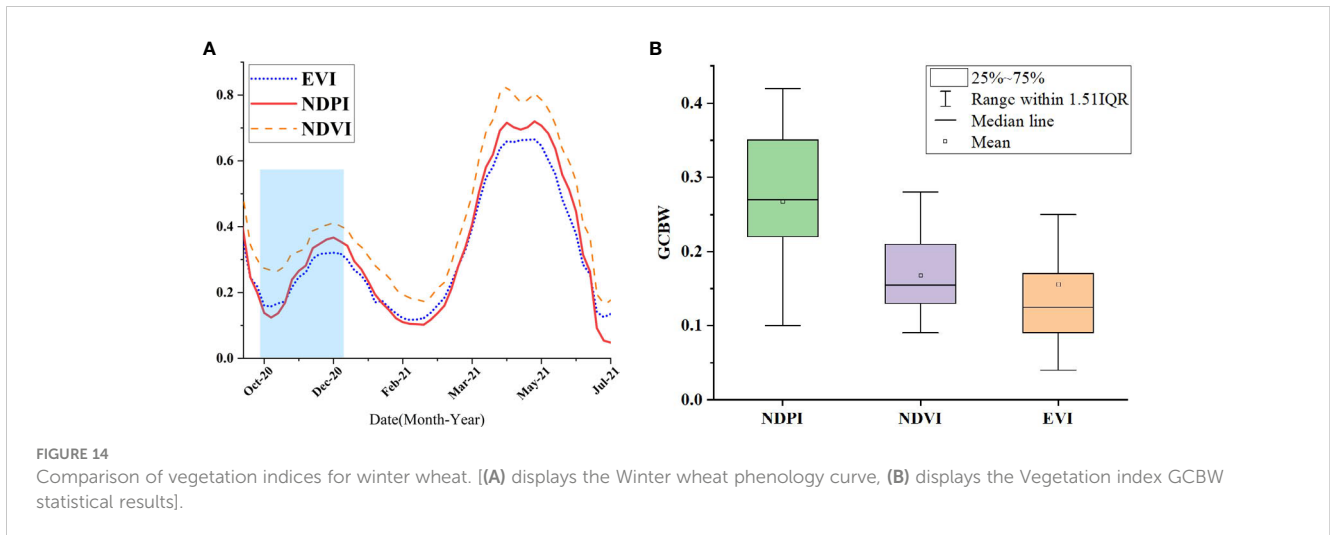 A
EVI
NDPI
NDVI
0.8
0.6
0.4
0.2
0.0
Oct-20
Dec-20
Feb-21
Mar-21
May-21
Jul-21
Date(Month-Year)
B
25%~75%
Range within 1.51IQR
Median line
Mean
GCBW
0.4
0.3
0.2
0.1
0.0
NDPI
NDVI
EVI
FIGURE 14
Comparison of vegetation indices for winter wheat. [(A) displays the Winter wheat phenology curve, (B) displays the Vegetation index GCBW
statistical results].